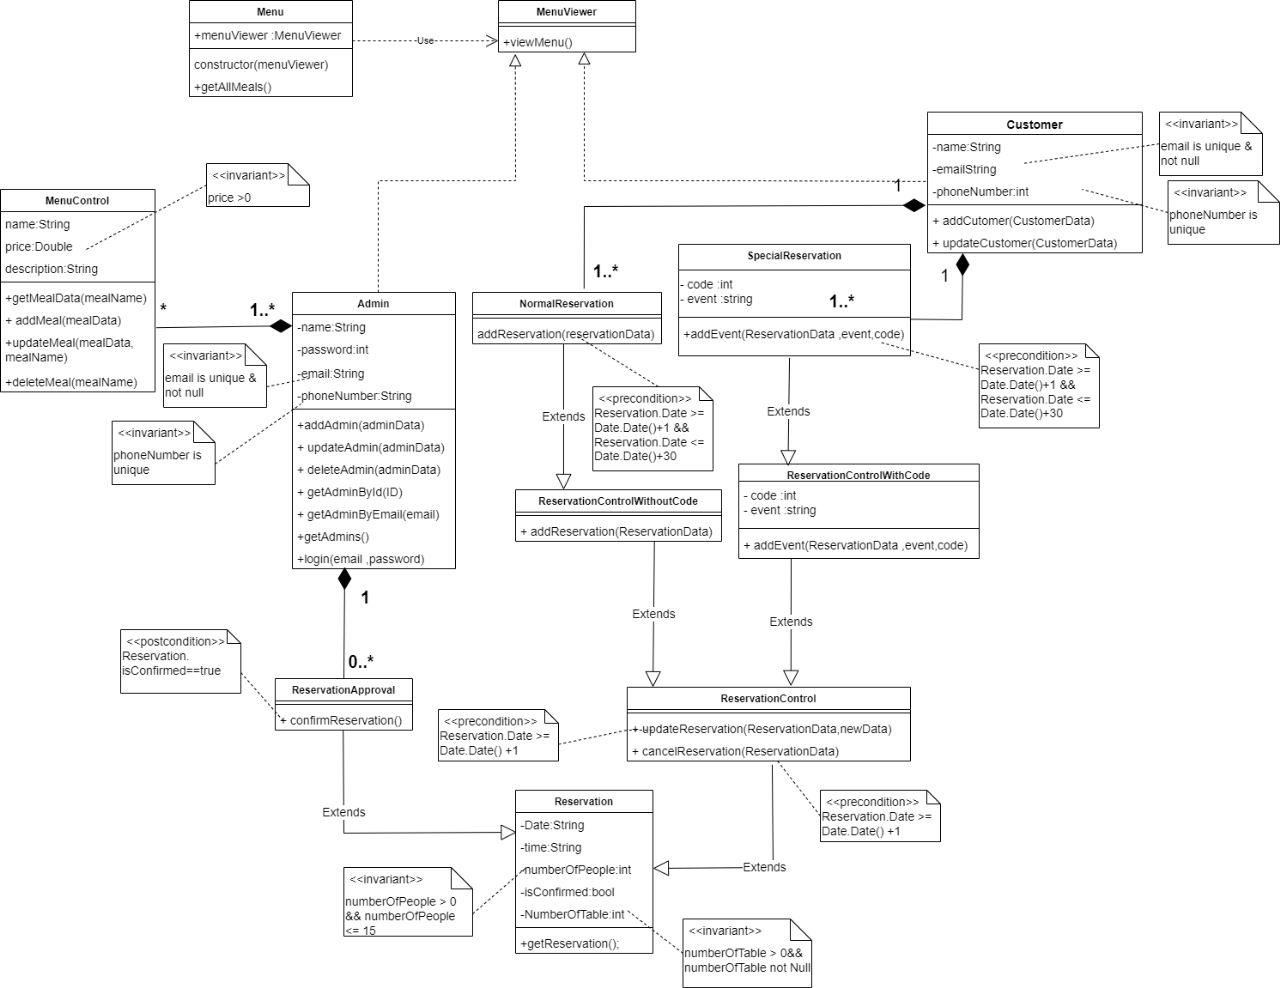 Menu
+menuViewer :MenuViewer
constructor(menuViewer)
+getAllMeals()
Use
MenuViewer
+viewMenu()
Customer
-name:String
-emailString
-phoneNumber:int
+ addCutomer(CustomerData)
+ updateCustomer(CustomerData)
<<invariant>>
email is unique &
not null
<<invariant>>
phoneNumber is
unique
<<invariant>>
price >0
MenuControl
name:String
price:Double
description:String
+getMealData(mealName)
+ addMeal(mealData)
+updateMeal(mealData,
mealName)
+deleteMeal(mealName)
*
1..*
1
1..*
1
1..*
Admin
-name:String
-password:int
-email:String
-phoneNumber:String
+addAdmin(adminData)
+ updateAdmin(adminData)
+ deleteAdmin(adminData)
+ getAdminById(ID)
+ getAdminByEmail(email)
+getAdmins()
+login(email ,password)
<<invariant>>
email is unique &
not null
<<invariant>>
phoneNumber is
unique
NormalReservation
addReservation(reservationData)
SpecialReservation
- code :int
- event :string
+addEvent(ReservationData ,event,code)
<<precondition>>
Reservation.Date >=
Date.Date()+1 &&
Reservation.Date <=
Date.Date()+30
<<precondition>>
Reservation.Date >=
Date.Date()+1 &&
Reservation.Date <=
Date.Date()+30
Extends
Extends
ReservationControlWithoutCode
+ addReservation(ReservationData)
ReservationControlWithCode
- code :int
- event :string
+ addEvent(ReservationData ,event,code)
1
0..*
Extends
Extends
<<postcondition>>
Reservation.
isConfirmed==true
ReservationApproval
+ confirmReservation()
<<precondition>>
Reservation.Date >=
Date.Date() +1
ReservationControl
+ updateReservation(ReservationData,newData)
+ cancelReservation(ReservationData)
<<precondition>>
Reservation.Date >=
Date.Date() +1
Extends
Extends
Reservation
-Date:String
-time:String
-numberOfPeople:int
-isConfirmed:bool
-NumberOfTable:int
+getReservation();
<<invariant>>
numberOfPeople > 0
&& numberOfPeople
<= 15
<<invariant>>
numberOfTable > 0&&
numberOfTable not Null